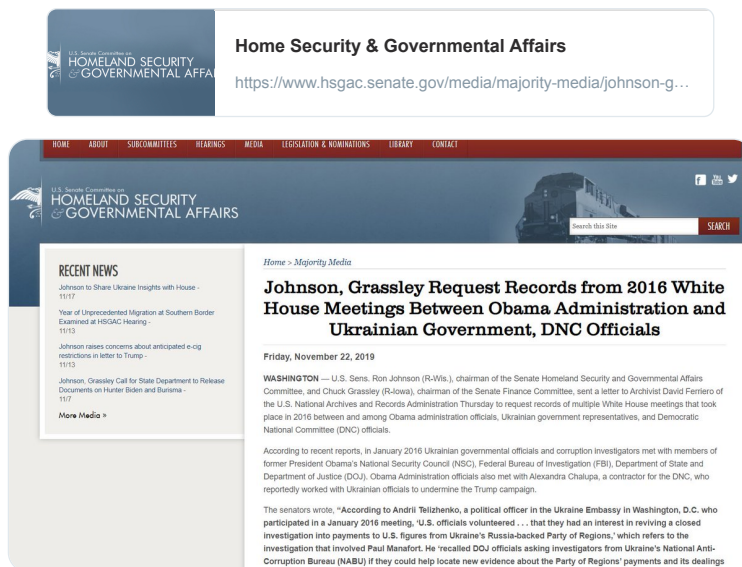 U.S. Senate Committee on
HOMELAND SECURITY
& GOVERNMENTAL AFFAI
Home Security & Governmental Affairs
https://www.hsgac.senate.gov/media/majority-media/johnson-g…
HOME ABOUT SUBCOMMITTEES HEARINGS MEDIA LEGISLATION & NOMINATIONS LIBRARY CONTACT
U.S. Senate Committee on
HOMELAND SECURITY
& GOVERNMENTAL AFFAIRS
Search this Site SEARCH
RECENT NEWS
Johnson to Share Ukraine Insights with House -
11/17
Year of Unprecedented Migration at Southern Border
Examined at HSGAC Hearing -
11/13
Johnson raises concerns about anticipated e-cig
restrictions in letter to Trump -
11/13
Johnson, Grassley Call for State Department to Release
Documents on Hunter Biden and Burisma -
11/7
More Media »
Home > Majority Media
Johnson, Grassley Request Records from 2016 White
House Meetings Between Obama Administration and
Ukrainian Government, DNC Officials
Friday, November 22, 2019
WASHINGTON — U.S. Sens. Ron Johnson (R-Wis.), chairman of the Senate Homeland Security and Governmental Affairs
Committee, and Chuck Grassley (R-Iowa), chairman of the Senate Finance Committee, sent a letter to Archivist David Ferriero of
the U.S. National Archives and Records Administration Thursday to request records of multiple White House meetings that took
place in 2016 between and among Obama administration officials, Ukrainian government representatives, and Democratic
National Committee (DNC) officials.
According to recent reports, in January 2016 Ukrainian governmental officials and corruption investigators met with members of
former President Obama's National Security Council (NSC), Federal Bureau of Investigation (FBI), Department of State and
Department of Justice (DOJ). Obama Administration officials also met with Alexandra Chalupa, a contractor for the DNC, who
reportedly worked with Ukrainian officials to undermine the Trump campaign.
The senators wrote, "According to Andrii Telizhenko, a political officer in the Ukraine Embassy in Washington, D.C. who
participated in a January 2016 meeting, 'U.S. officials volunteered . . . that they had an interest in reviving a closed
investigation into payments to U.S. figures from Ukraine's Russia-backed Party of Regions,' which refers to the
investigation that involved Paul Manafort. He 'recalled DOJ officials asking investigators from Ukraine's National Anti-
Corruption Bureau (NABU) if they could help locate new evidence about the Party of Regions' payments and its dealings